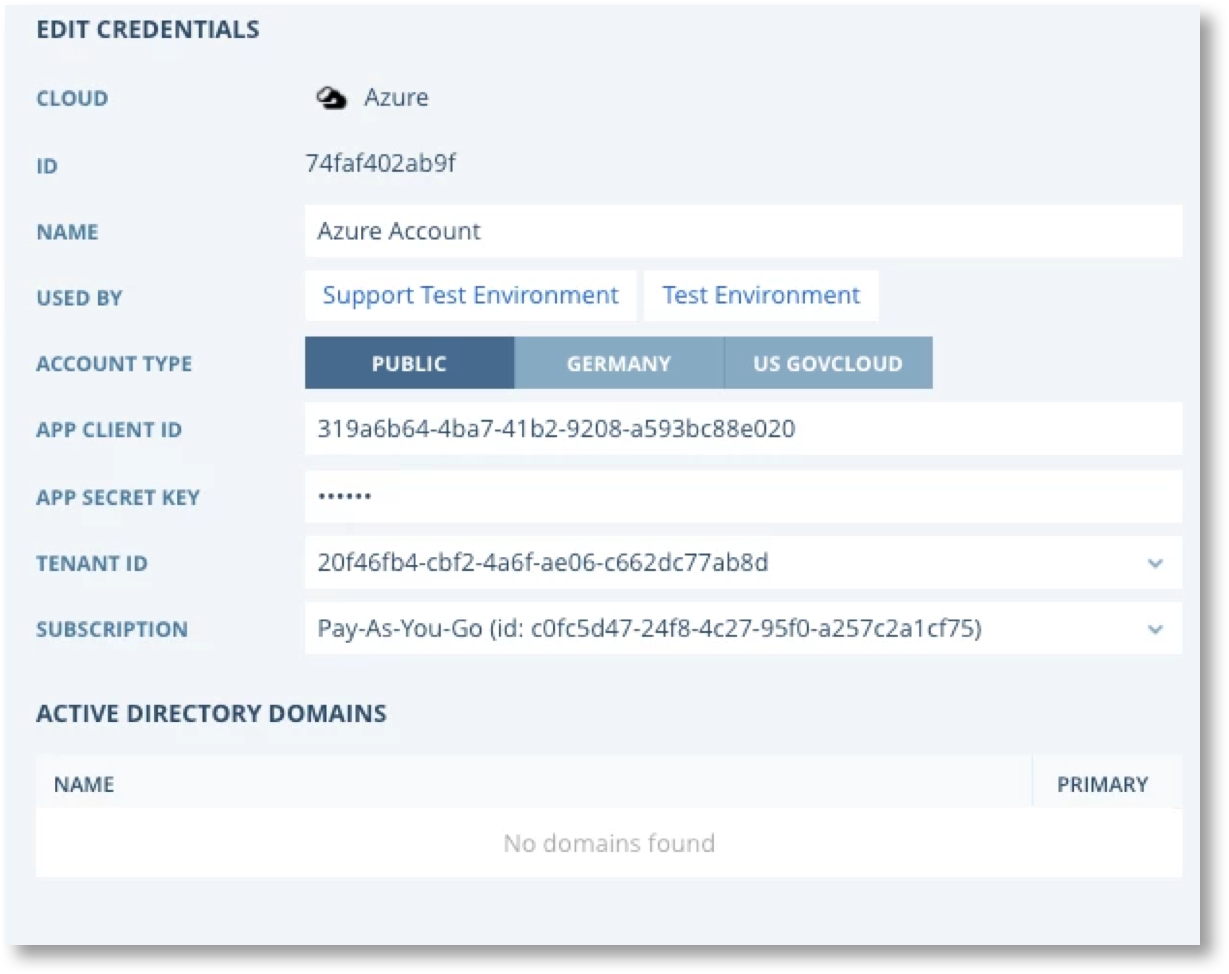 EDIT CREDENTIALS
CLOUD Azure
ID 74faf402ab9f
NAME Azure Account
USED BY Support Test Environment Test Environment
ACCOUNT TYPE PUBLIC GERMANY US GOVCLOUD
APP CLIENT ID 319a6b64-4ba7-41b2-9208-a593bc88e020
APP SECRET KEY ••••••
TENANT ID 20f46fb4-cbf2-4a6f-ae06-c662dc77ab8d
SUBSCRIPTION Pay-As-You-Go (id: c0fc5d47-24f8-4c27-95f0-a257c2a1cf75)
ACTIVE DIRECTORY DOMAINS
NAME PRIMARY
No domains found